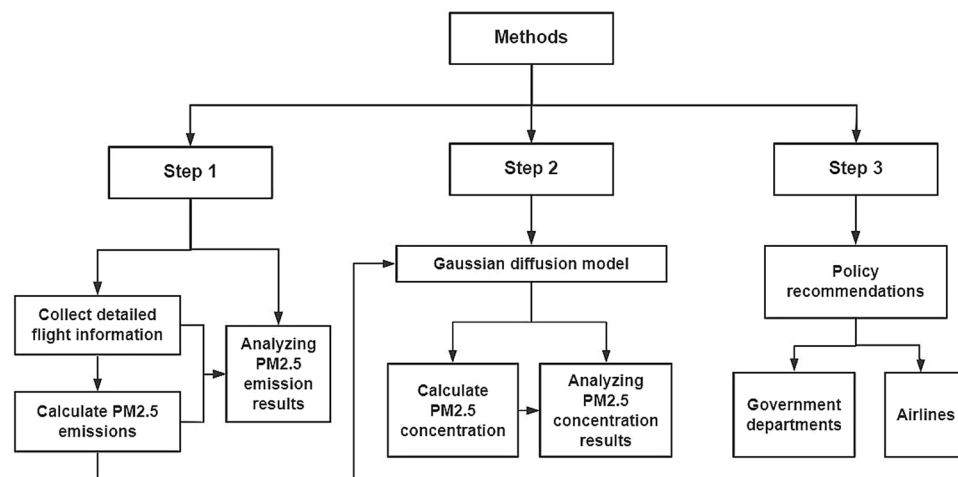 Methods
Step 1
Step 2
Step 3
Gaussian diffusion model
Policy
recommendations
Collect detailed
flight information
Analyzing
PM2.5
emission
results
Calculate PM2.5
emissions
Calculate
PM2.5
concentration
Analyzing
PM2.5
concentration
results
Government
departments
Airlines